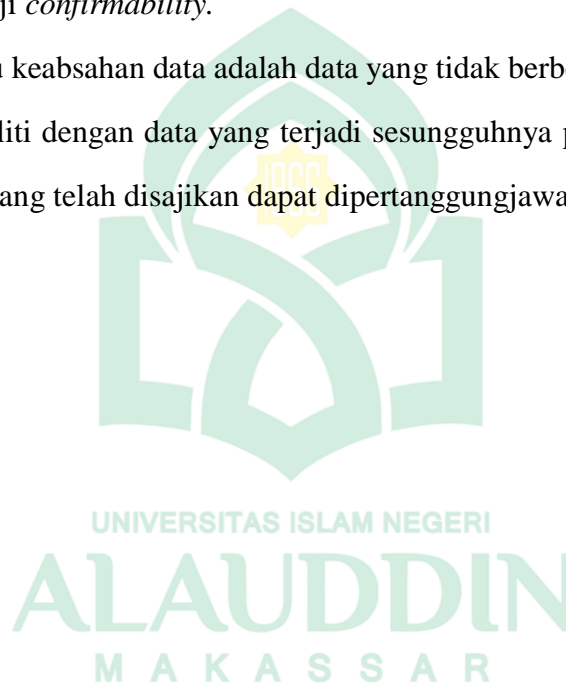 ji confirmability.
keabsahan data adalah data yang tidak berb
liti dengan data yang terjadi sesungguhnya
ang telah disajikan dapat dipertanggungjawa
UNIVERSITAS ISLAM NEGERI
ALAUDDIN
MAKASSAR